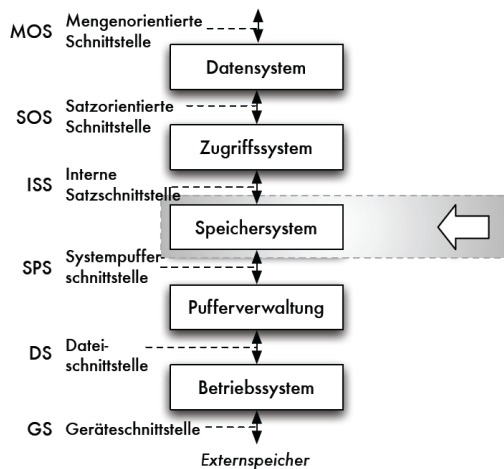 MOS Mengenorientierte
Schnittstelle
Datensystem
SOS Satzorientierte
Schnittstelle
Zugriffssystem
ISS Interne
Satzschnittstelle
Speichersystem
SPS Systempuffer-
schnittstelle
Pufferverwaltung
DS Datei-
schnittstelle
Betriebssystem
GS Geräteschnittstelle
Externspeicher